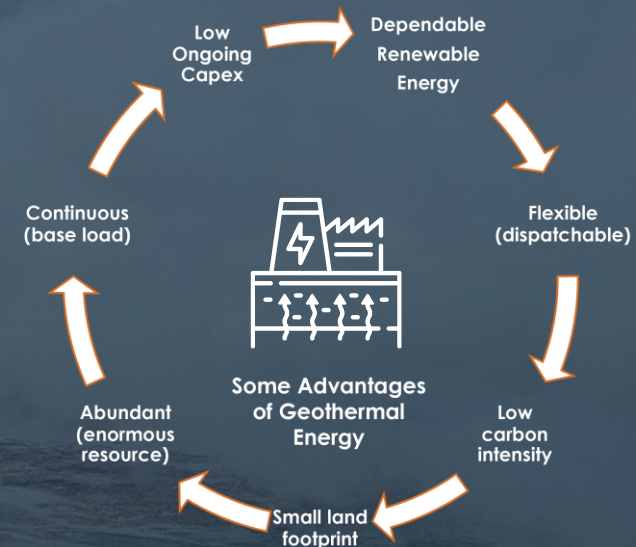 Low
Ongoing
Capex
Dependable
Renewable
Energy
Flexible
(dispatchable)
Low
carbon
intensity
Small land
footprint
Abundant
(enormous
resource)
Continuous
(base load)
Some Advantages
of Geothermal
Energy